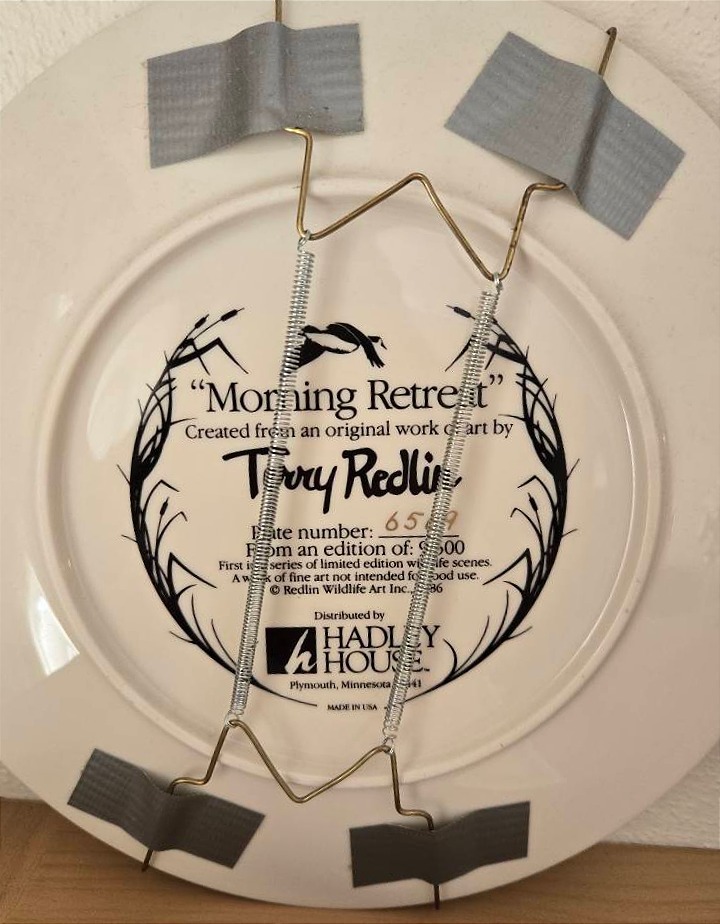 "Morning Retreat"
Created from an original work of art by
Terry Redlin
Plate number:
From an edition of:
First in a series of limited edition wildlife scenes.
A work of fine art not intended for food use.
© Redlin Wildlife Art Inc., 1986
Distributed by
h HADLEY
HOUSE™
Plymouth, Minnesota
MADE IN USA